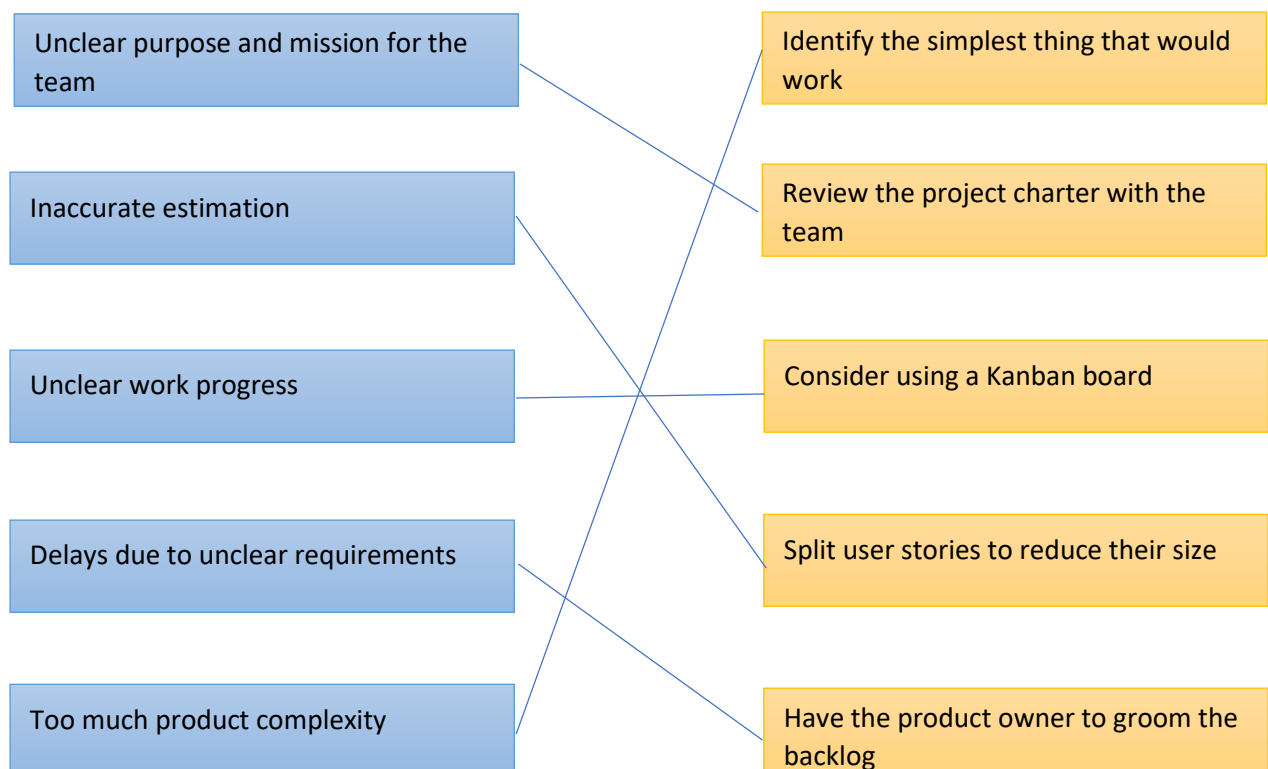 Unclear purpose and mission for the
team
Inaccurate estimation
Unclear work progress
Delays due to unclear requirements
Too much product complexity
Identify the simplest thing that would
work
Review the project charter with the
team
Consider using a Kanban board
Split user stories to reduce their size
Have the product owner to groom the
backlog